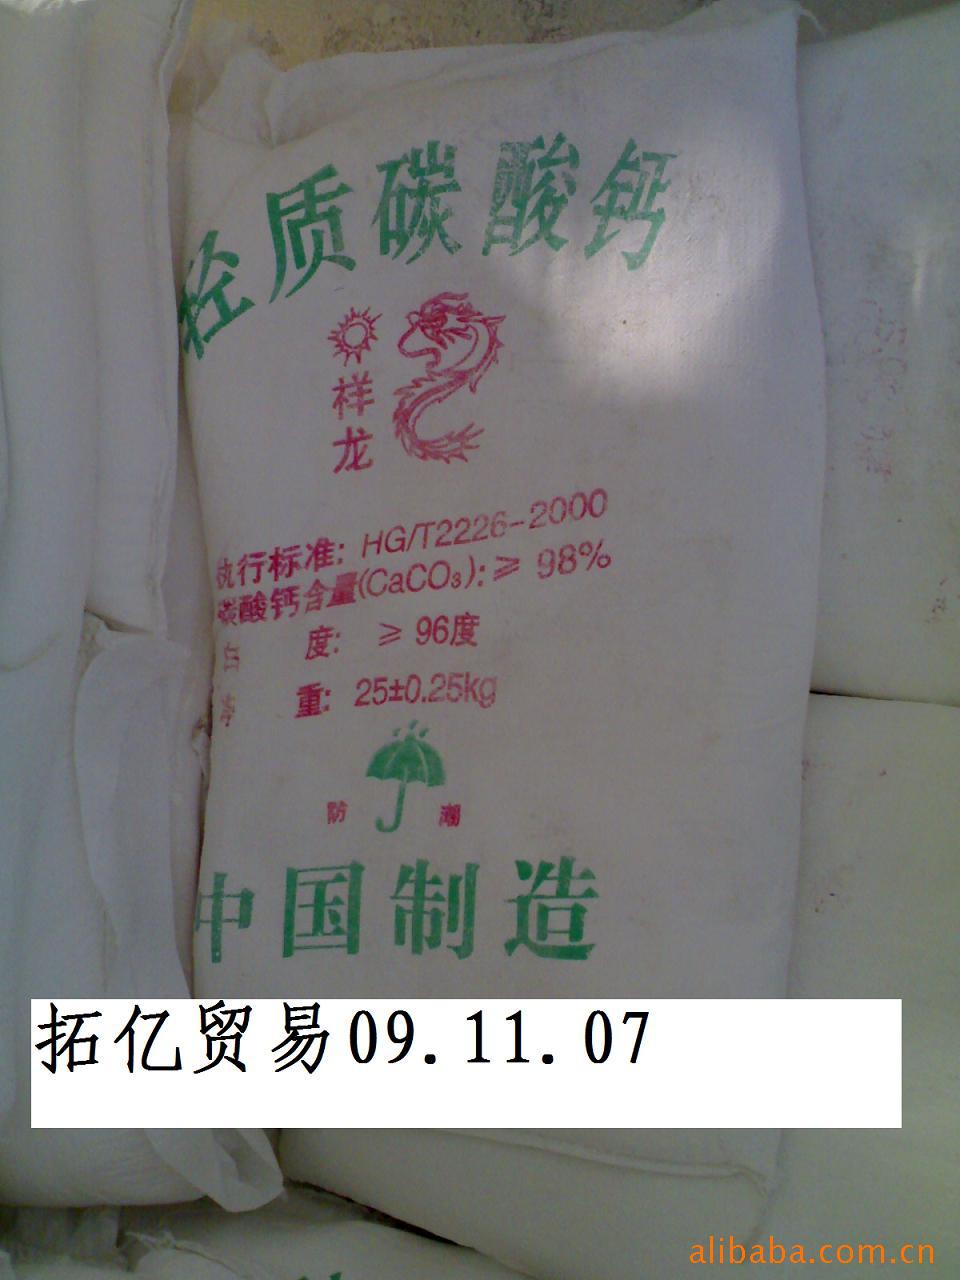 轻质碳酸钙
祥龙
执行标准: HG/T2226-2000
碳酸钙含量(CaCO₃):≥ 98%
白 度: ≥ 96度
净 重: 25±0.25kg
防 潮
中国制造
拓亿贸易09.11.07
alibaba.com.cn